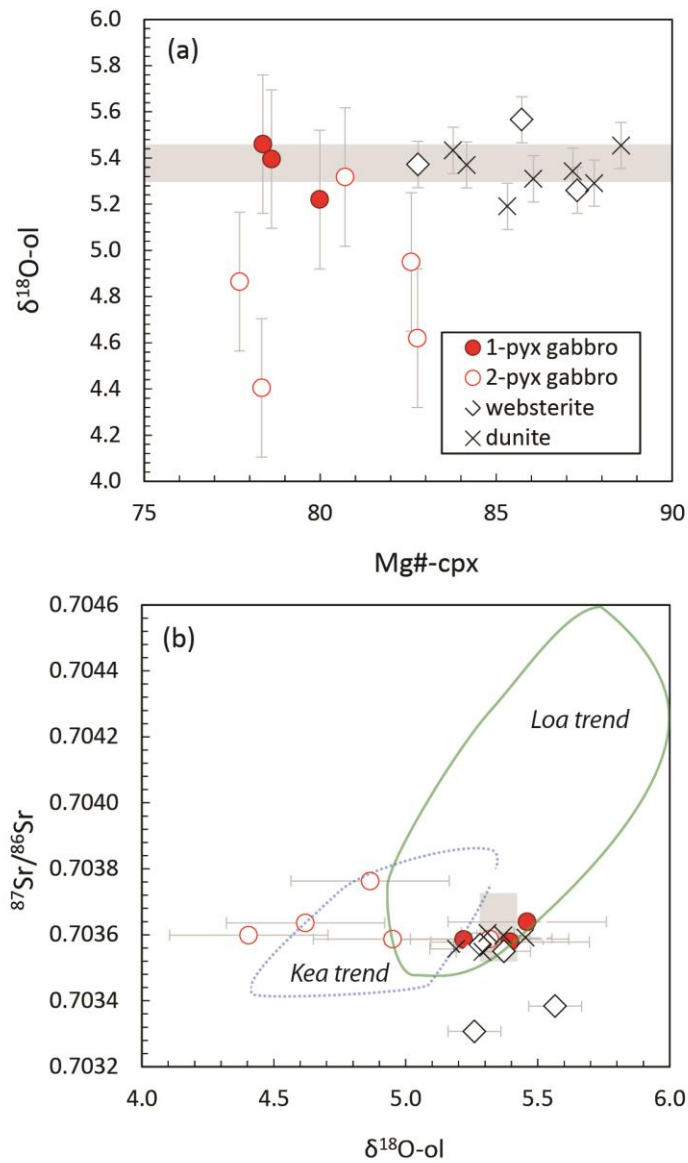 (a)
6.0
5.8
5.6
5.4
5.2
5.0
4.8
4.6
4.4
4.2
4.0
δ18O-ol
1-pyx gabbro
2-pyx gabbro
websterite
dunite
75 80 85 90
Mg#-cpx
(b)
0.7046
0.7044
0.7042
0.7040
0.7038
0.7036
0.7034
0.7032
87Sr/86Sr
Loa trend
Kea trend
4.0 4.5 5.0 5.5 6.0
δ18O-ol